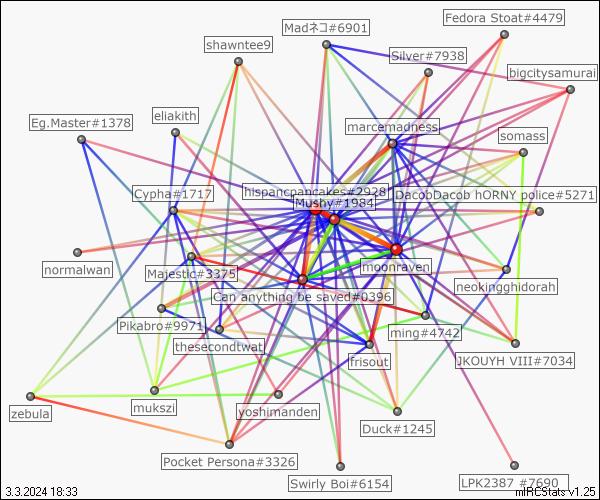 Fedora Stoat#4479
Madネコ#6901
shawntee9
Silver#7938
bigcitysamurai
eliakith
Eg.Master#1378
marcemadness
somass
Cypha#1717
hispancpancakes#2928
DacobDacob hORNY police#5271
Mushy#1984
normalwan
Majestic#3375
moonraven
neokingghidorah
Can anything be saved#0396
Pikabro#9971
ming#4742
thesecondtwat
frisout
JKOUYH VIII#7034
zebula
mukszi
yoshimanden
Duck#1245
Pocket Persona#3326
Swirly Boi#6154
LPK2387 #7690
3.3.2024 18:33
mIRCStats v1.25